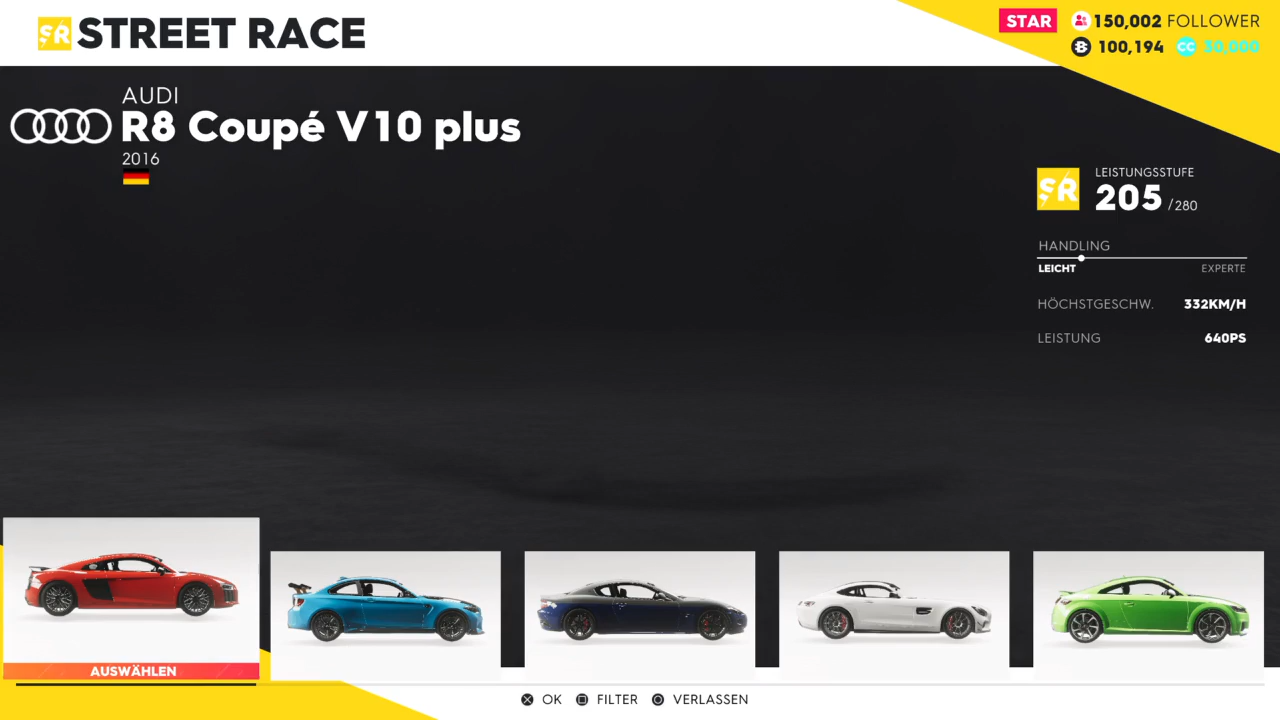 SR STREET RACE
STAR 150,002 FOLLOWER
100,194 CC 30,000
AUDI
R8 Coupé V10 plus
2016
SR LEISTUNGSSTUFE
205 /280
HANDLING
LEICHT EXPERTE
HÖCHSTGESCHW. 332KM/H
LEISTUNG 640PS
AUSWÄHLEN
OK FILTER VERLASSEN